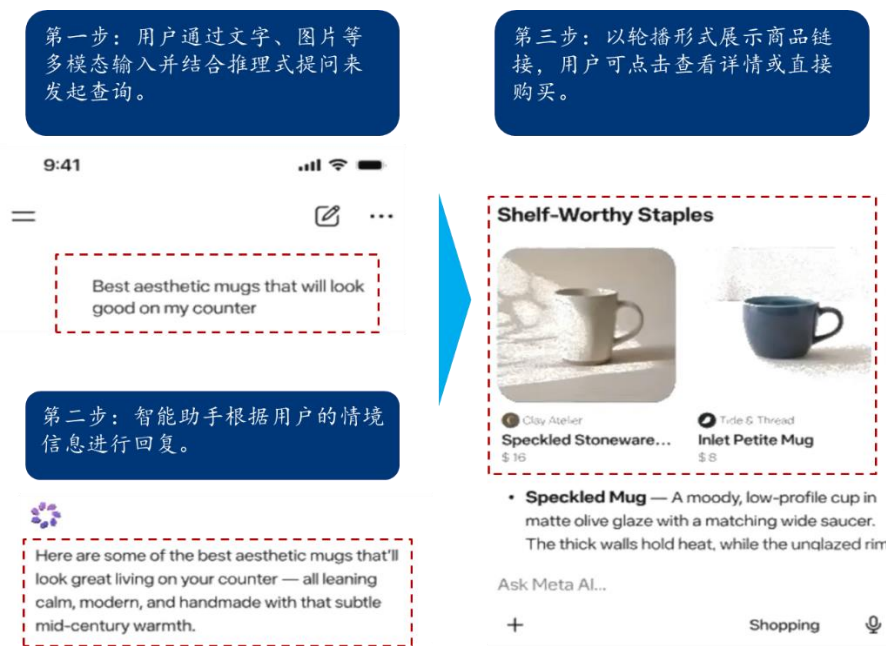 第一步：用户通过文字、图片等
多模态输入并结合推理式提问来
发起查询。
9:41
Best aesthetic mugs that will look
good on my counter
第二步：智能助手根据用户的情境
信息进行回复。
Here are some of the best aesthetic mugs that'll
look great living on your counter — all leaning
calm, modern, and handmade with that subtle
mid-century warmth.
第三步：以轮播形式展示商品链
接，用户可点击查看详情或直接
购买。
Shelf-Worthy Staples
Clay Atelier
Speckled Stoneware...
$16
Tide & Thread
Inlet Petite Mug
$8
• Speckled Mug — A moody, low-profile cup in
matte olive glaze with a matching wide saucer.
The thick walls hold heat, while the unglazed rim
Ask Meta AI...
Shopping